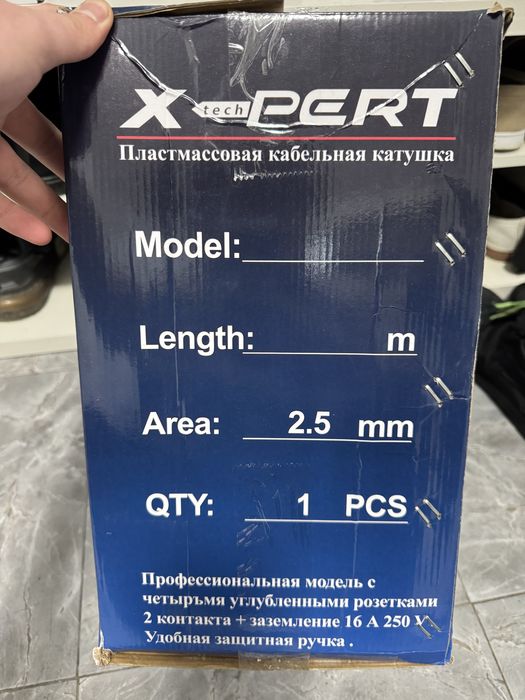 X tech PERT
Пластмассовая кабельная катушка
Model:
Length: m
Area: 2.5 mm
QTY: 1 PCS
Профессиональная модель с
четырьмя углубленными розетками
2 контакта + заземление 16 А 250 V
Удобная защитная ручка .